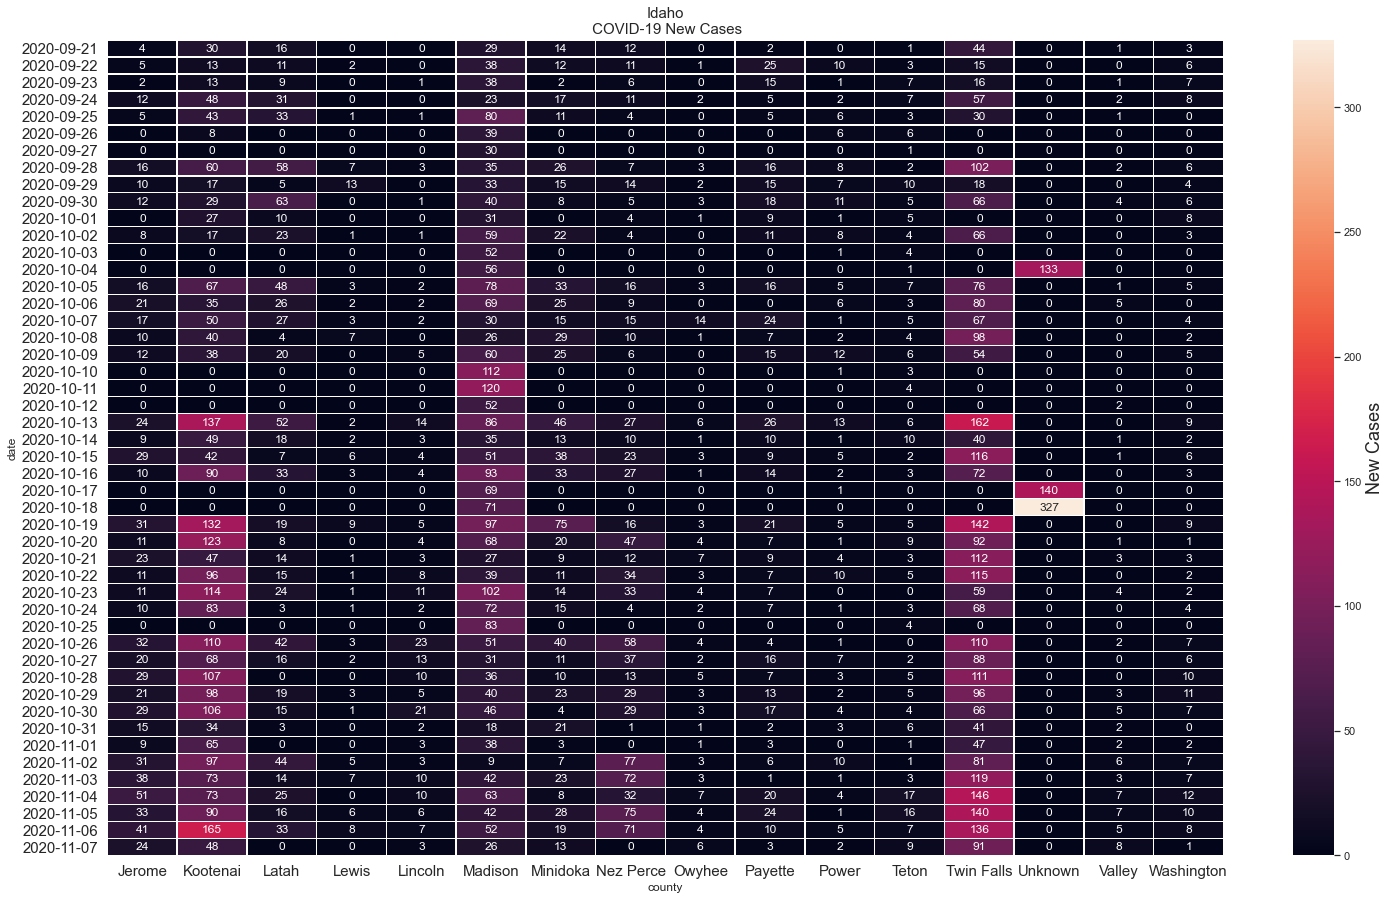 Idaho
COVID-19 New Cases
2020-09-21 4 30 16 0 0 29 14 12 0 2 0 1 44 0 1 3
2020-09-22 5 13 11 2 0 38 12 11 1 25 10 3 15 0 0 6
2020-09-23 2 13 9 0 1 38 2 6 0 15 1 7 16 0 1 7
2020-09-24 12 48 31 0 0 23 17 11 2 5 2 7 57 0 2 8
2020-09-25 5 43 33 1 1 80 11 4 0 5 6 3 30 0 1 0
2020-09-26 0 8 0 0 0 39 0 0 0 0 6 6 0 0 0 0
2020-09-27 0 0 0 0 0 30 0 0 0 0 0 1 0 0 0 0
2020-09-28 16 60 58 7 3 35 26 7 3 16 8 2 102 0 2 6
2020-09-29 10 17 5 13 0 33 15 14 2 15 7 10 18 0 0 4
2020-09-30 12 29 63 0 1 40 8 5 3 18 11 5 66 0 4 6
2020-10-01 0 27 10 0 0 31 0 4 1 9 1 5 0 0 0 8
2020-10-02 8 17 23 1 1 59 22 4 0 11 8 4 66 0 0 3
2020-10-03 0 0 0 0 0 52 0 0 0 0 1 4 0 0 0 0
2020-10-04 0 0 0 0 0 56 0 0 0 0 0 1 0 133 0 0
2020-10-05 16 67 48 3 2 78 33 16 3 16 5 7 76 0 1 5
2020-10-06 21 35 26 2 2 69 25 9 0 0 6 3 80 0 5 0
2020-10-07 17 50 27 3 2 30 15 15 14 24 1 5 67 0 0 4
2020-10-08 10 40 4 7 0 26 29 10 1 7 2 4 98 0 0 2
2020-10-09 12 38 20 0 5 60 25 6 0 15 12 6 54 0 0 5
2020-10-10 0 0 0 0 0 112 0 0 0 0 1 3 0 0 0 0
2020-10-11 0 0 0 0 0 120 0 0 0 0 0 4 0 0 0 0
2020-10-12 0 0 0 0 0 52 0 0 0 0 0 0 0 0 2 0
2020-10-13 24 137 52 2 14 86 46 27 6 26 13 6 162 0 0 9
2020-10-14 9 49 18 2 3 35 13 10 1 10 1 10 40 0 1 2
2020-10-15 29 42 7 6 4 51 38 23 3 9 5 2 116 0 1 6
2020-10-16 10 90 33 3 4 93 33 27 1 14 2 3 72 0 0 3
2020-10-17 0 0 0 0 0 69 0 0 0 0 1 0 0 140 0 0
2020-10-18 0 0 0 0 0 71 0 0 0 0 0 0 0 327 0 0
2020-10-19 31 132 19 9 5 97 75 16 3 21 5 5 142 0 0 9
2020-10-20 11 123 8 0 4 68 20 47 4 7 1 9 92 0 1 1
2020-10-21 23 47 14 1 3 27 9 12 7 9 4 3 112 0 3 3
2020-10-22 11 96 15 1 8 39 11 34 3 7 10 5 115 0 0 2
2020-10-23 11 114 24 1 11 102 14 33 4 7 0 0 59 0 4 2
2020-10-24 10 83 3 1 2 72 15 4 2 7 1 3 68 0 0 4
2020-10-25 0 0 0 0 0 83 0 0 0 0 0 4 0 0 0 0
2020-10-26 32 110 42 3 23 51 40 58 4 4 1 0 110 0 2 7
2020-10-27 20 68 16 2 13 31 11 37 2 16 7 2 88 0 0 6
2020-10-28 29 107 0 0 10 36 10 13 5 7 3 5 111 0 0 10
2020-10-29 21 98 19 3 5 40 23 29 3 13 2 5 96 0 3 11
2020-10-30 29 106 15 1 21 46 4 29 3 17 4 4 66 0 5 7
2020-10-31 15 34 3 0 2 18 21 1 1 2 3 6 41 0 2 0
2020-11-01 9 65 0 0 3 38 3 0 1 3 0 1 47 0 2 2
2020-11-02 31 97 44 5 3 9 7 77 3 6 10 1 81 0 6 7
2020-11-03 38 73 14 7 10 42 23 72 3 1 1 3 119 0 3 7
2020-11-04 51 73 25 0 10 63 8 32 7 20 4 17 146 0 7 12
2020-11-05 33 90 16 6 6 42 28 75 4 24 1 16 140 0 7 10
2020-11-06 41 165 33 8 7 52 19 71 4 10 5 7 136 0 5 8
2020-11-07 24 48 0 0 3 26 13 0 6 3 2 9 91 0 8 1
Jerome Kootenai Latah Lewis Lincoln Madison Minidoka Nez Perce Owyhee Payette Power Teton Twin Falls Unknown Valley Washington
county
date
300
250
200
150
100
50
0
New Cases